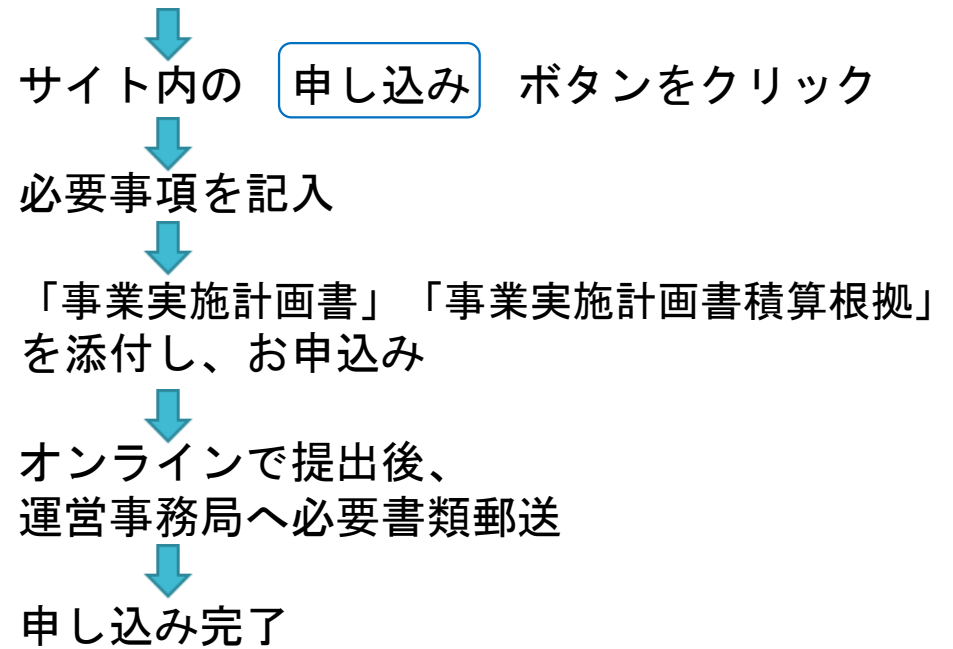 サイト内の 申し込み ボタンをクリック
必要事項を記入
「事業実施計画書」「事業実施計画書積算根拠」
を添付し、お申込み
オンラインで提出後、
運営事務局へ必要書類郵送
申し込み完了